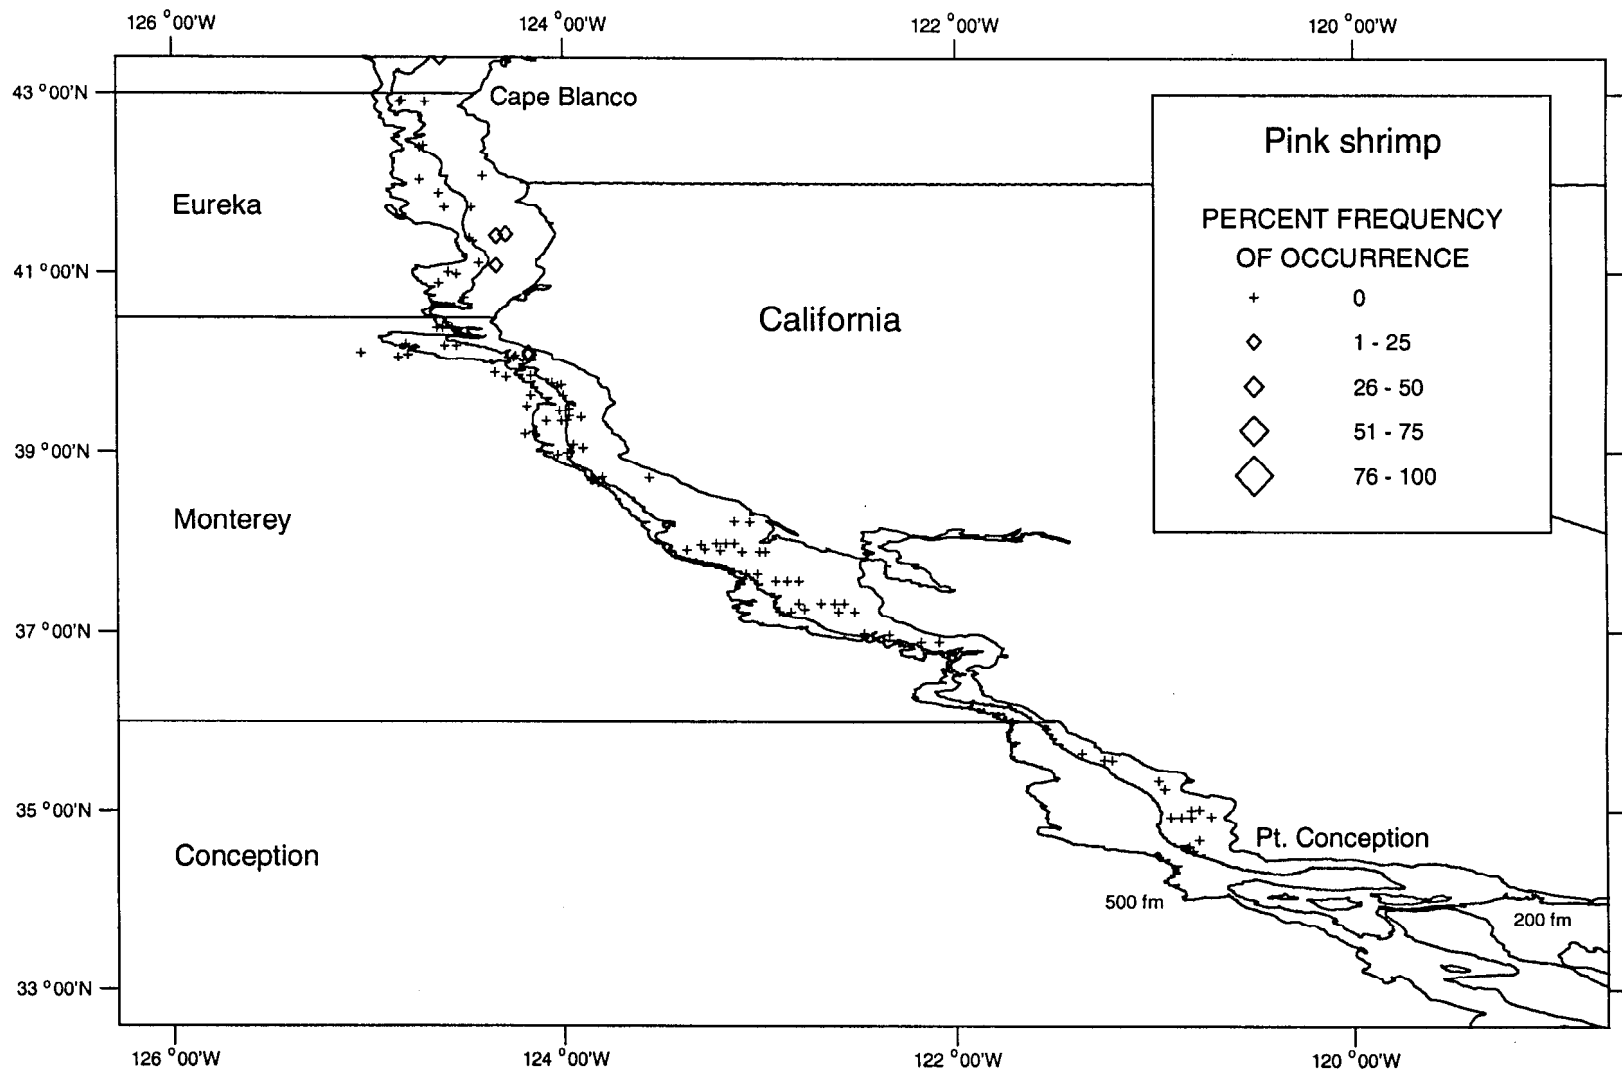 126 °00'W 124 °00'W 122 °00'W 120 °00'W
43 °00'N
Cape Blanco
Pink shrimp
Eureka
PERCENT FREQUENCY
OF OCCURRENCE
41 °00'N
0
California
1 - 25
26 - 50
51 - 75
39 °00'N
76 - 100
Monterey
37 °00'N
35 °00'N
Pt. Conception
Conception
500 fm
200 fm
33 °00'N
126 °00'W 124 °00'W 122 °00'W 120 °00'W